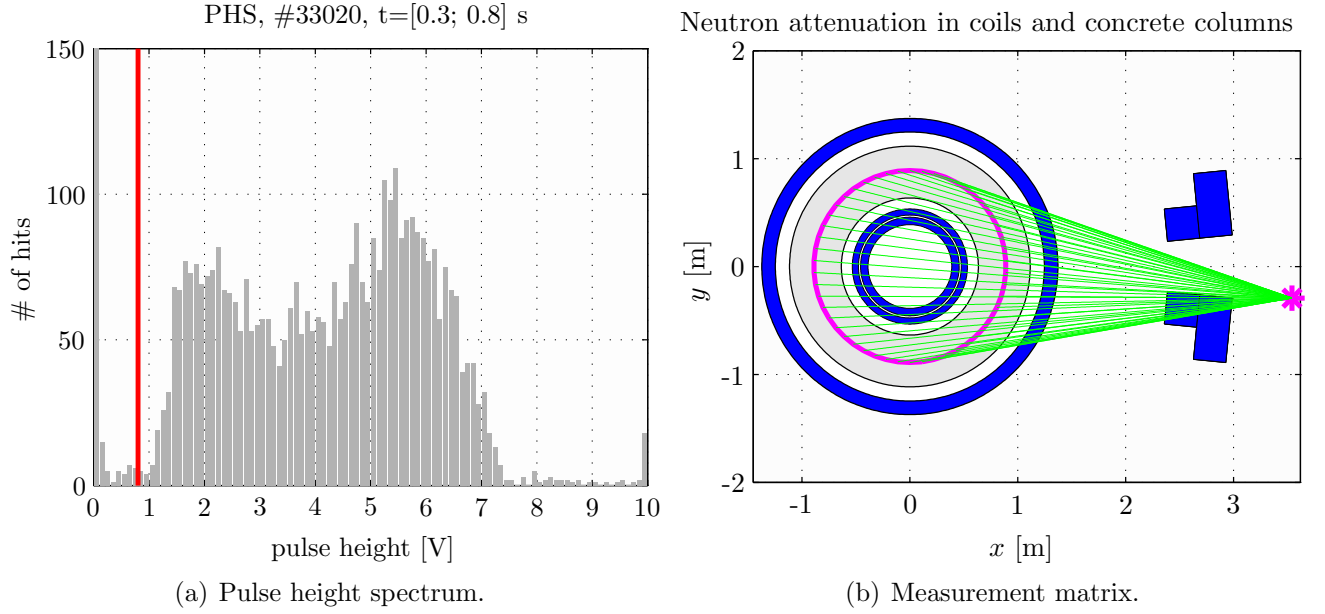 PHS, #33020, t=[0.3; 0.8] s
150
100
50
0
# of hits
0 1 2 3 4 5 6 7 8 9 10
pulse height [V]
(a) Pulse height spectrum.
Neutron attenuation in coils and concrete columns
2
1
0
-1
-2
y [m]
-1 0 1 2 3
x [m]
(b) Measurement matrix.